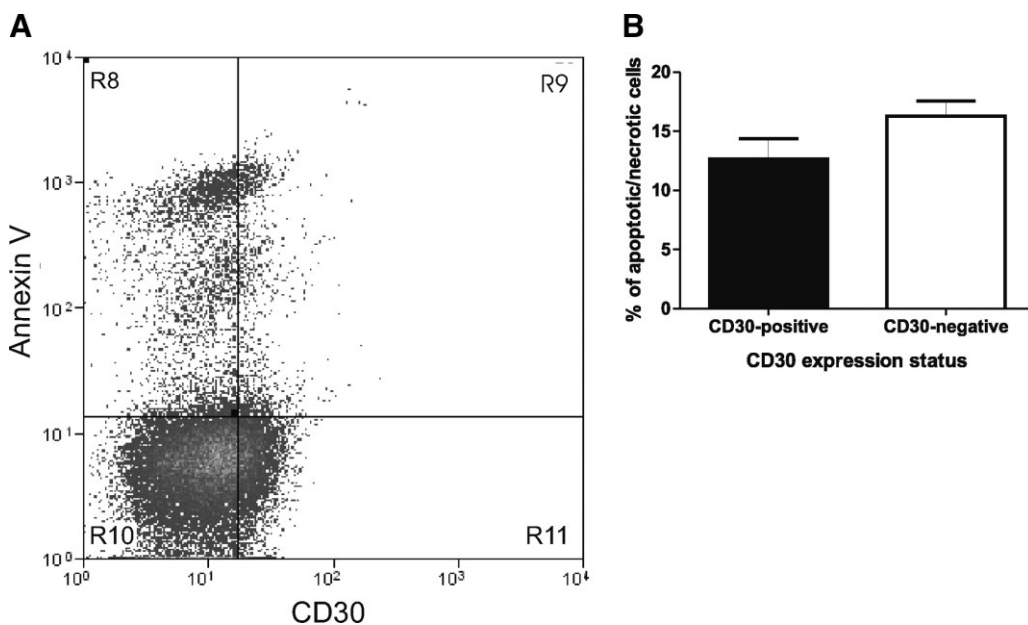 A
Annexin V
10⁴
10³
10²
10¹
10⁰
R8
R9
R10
R11
10⁰
10¹
10²
10³
10⁴
CD30
B
% of apoptotic/necrotic cells
20
15
10
5
0
CD30-positive
CD30-negative
CD30 expression status